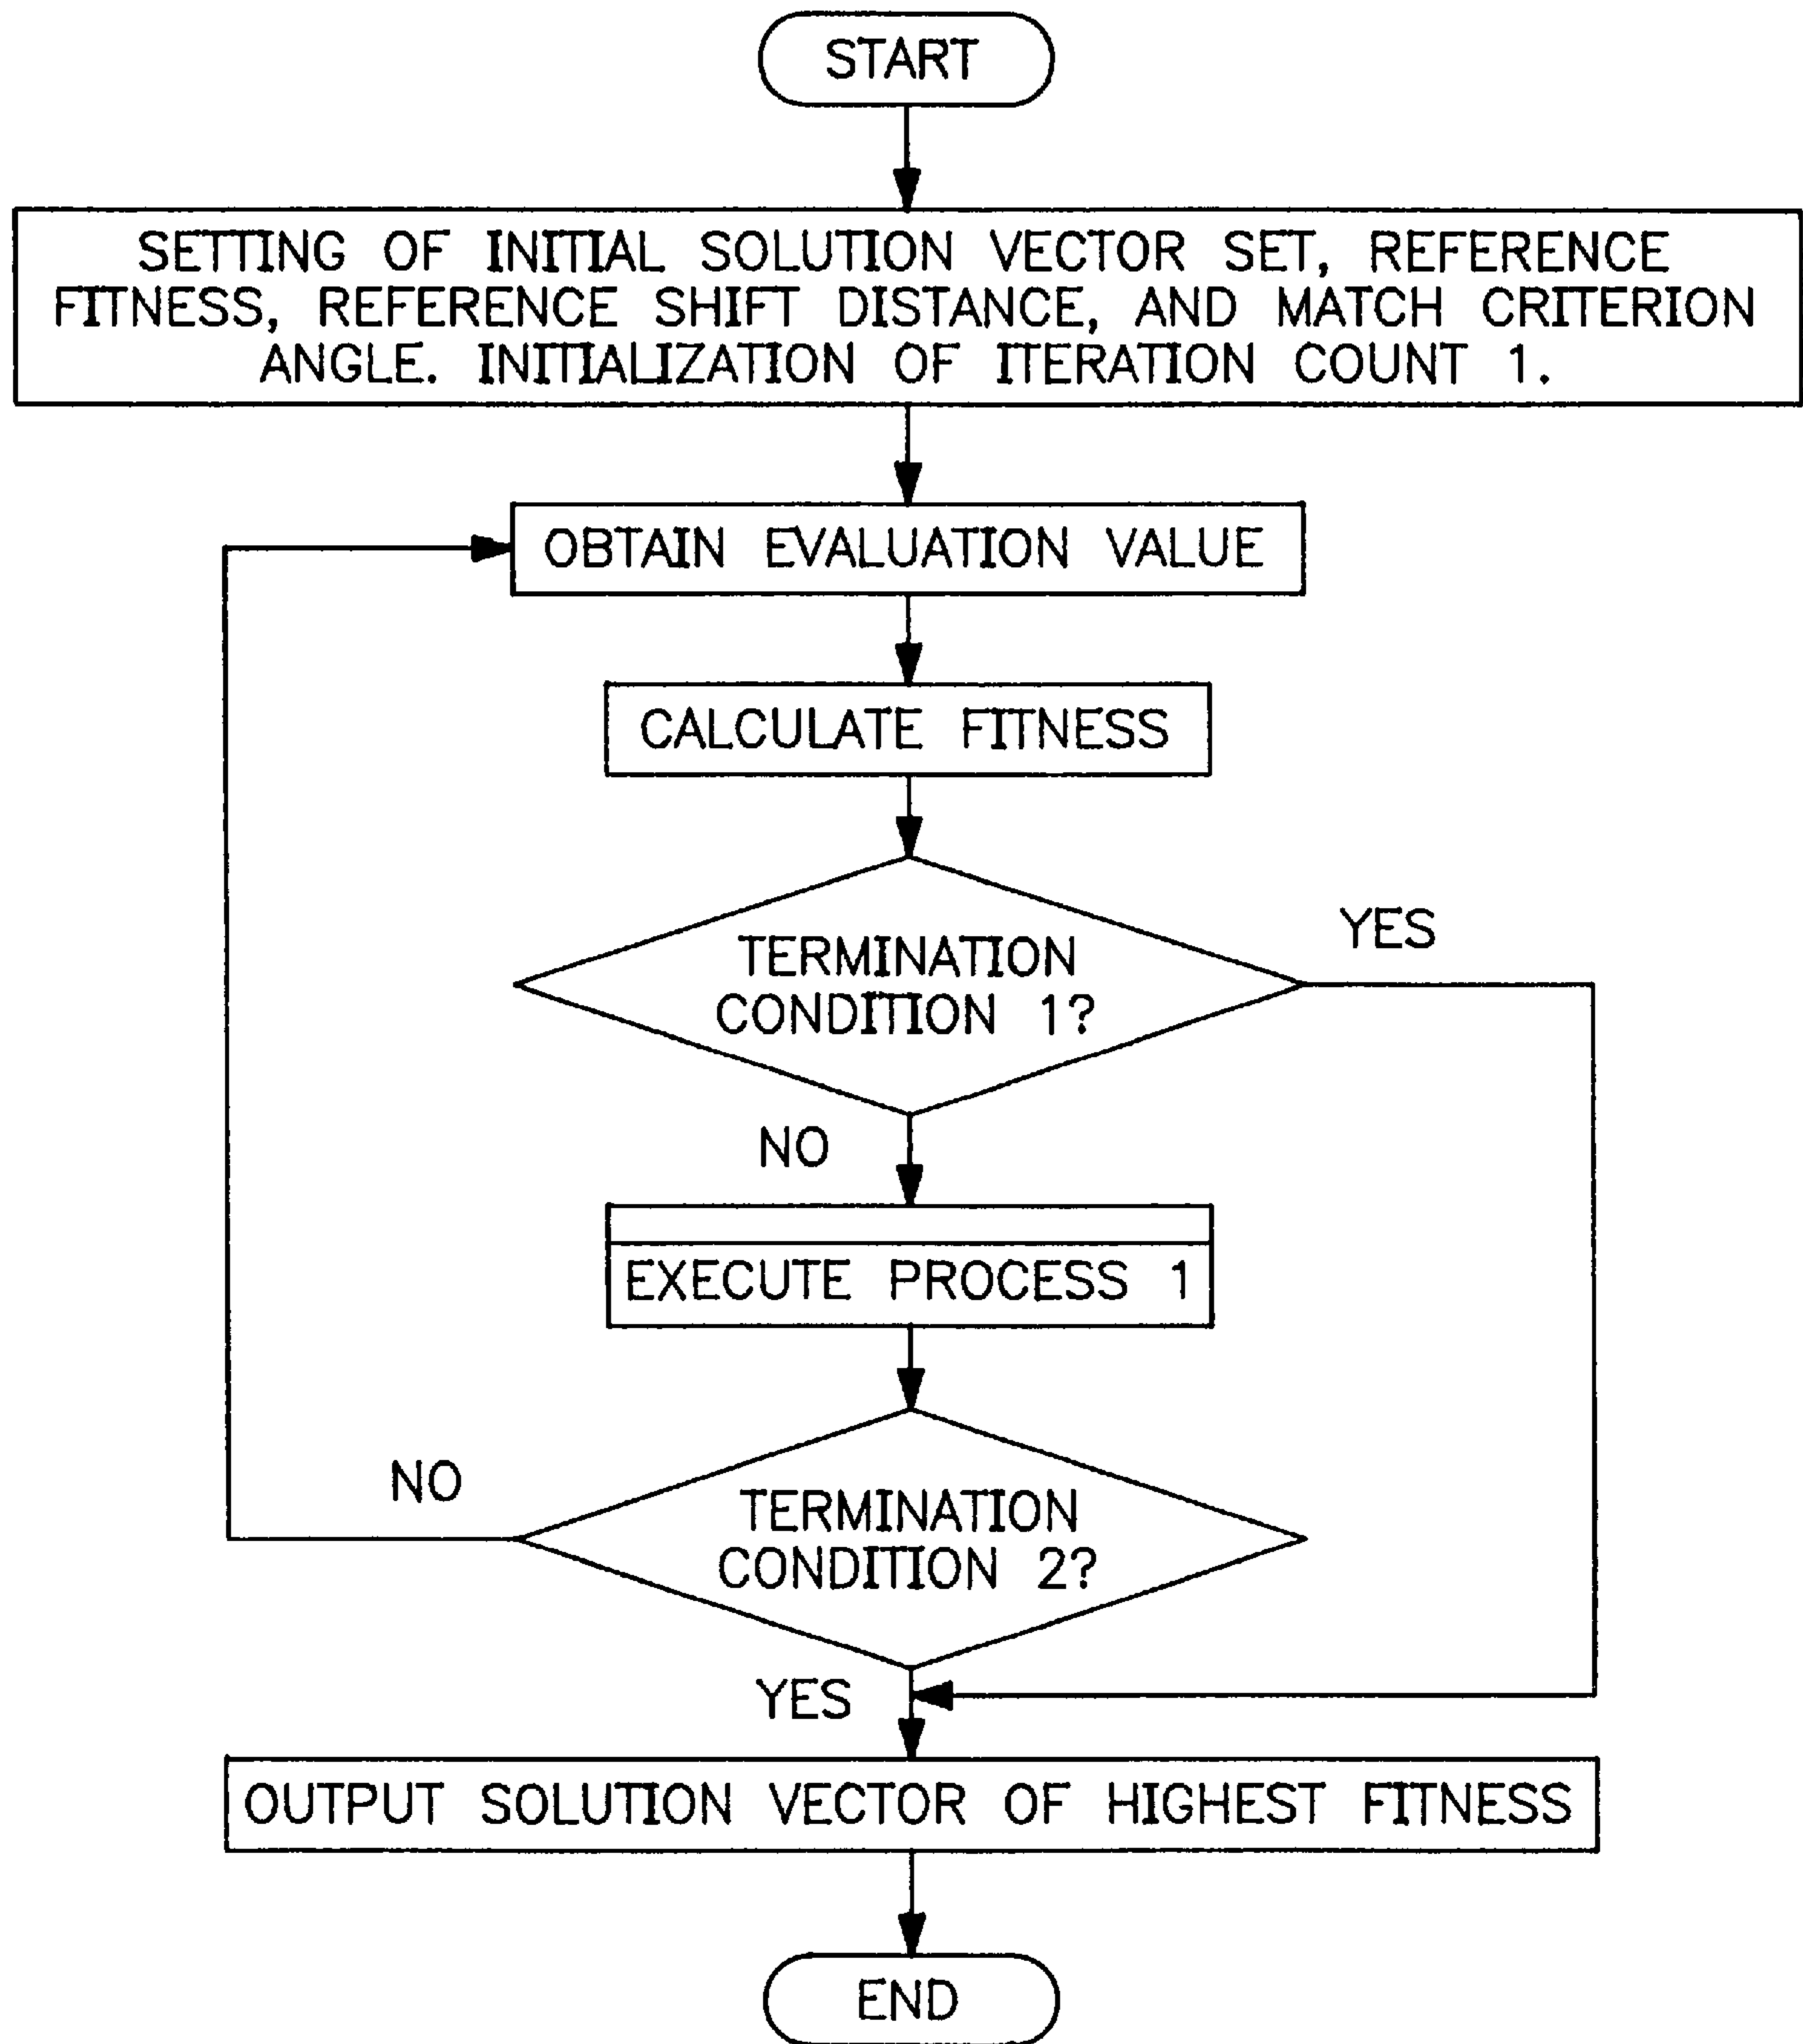 START
SETTING OF INITIAL SOLUTION VECTOR SET, REFERENCE
FITNESS, REFERENCE SHIFT DISTANCE, AND MATCH CRITERION
ANGLE. INITIALIZATION OF ITERATION COUNT 1.
OBTAIN EVALUATION VALUE
CALCULATE FITNESS
YES
TERMINATION
CONDITION 1?
NO
EXECUTE PROCESS 1
NO
TERMINATION
CONDITION 2?
YES
OUTPUT SOLUTION VECTOR OF HIGHEST FITNESS
END